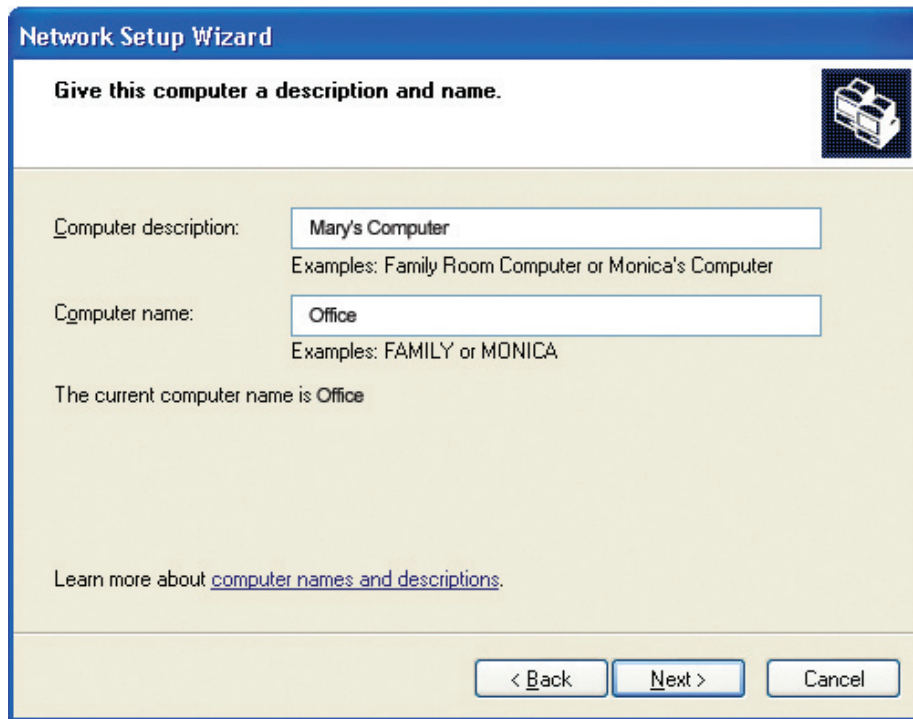 Network Setup Wizard
Give this computer a description and name.
Computer description: Mary's Computer
Examples: Family Room Computer or Monica's Computer
Computer name: Office
Examples: FAMILY or MONICA
The current computer name is Office
Learn more about computer names and descriptions.
< Back Next > Cancel